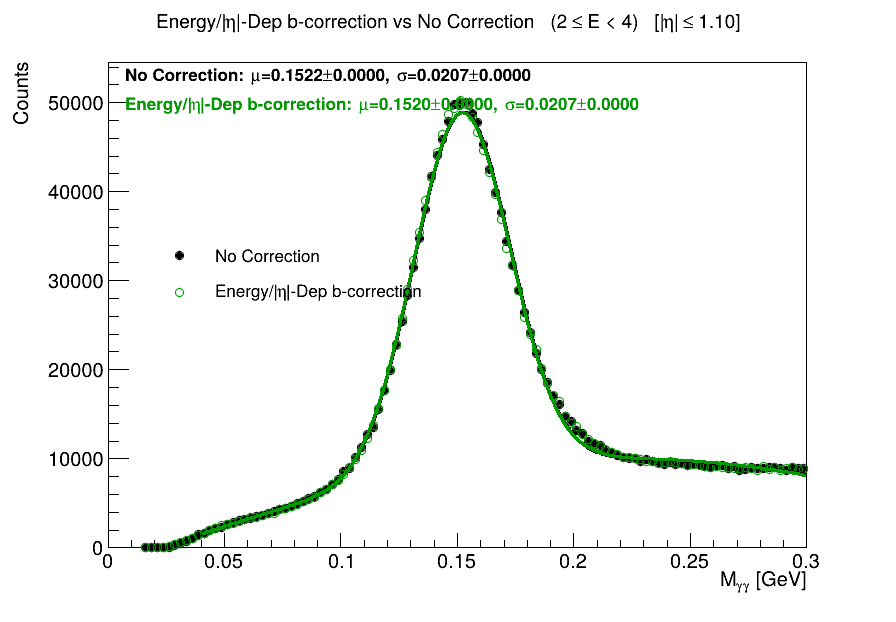 Energy/|η|-Dep b-correction vs No Correction (2 ≤ E < 4) [|η| ≤ 1.10]
Counts
No Correction: μ=0.1522±0.0000, σ=0.0207±0.0000
Energy/|η|-Dep b-correction: μ=0.1520±0.0000, σ=0.0207±0.0000
50000
40000
30000
20000
10000
0
No Correction
Energy/|η|-Dep b-correction
0 0.05 0.1 0.15 0.2 0.25 0.3
Mγγ [GeV]